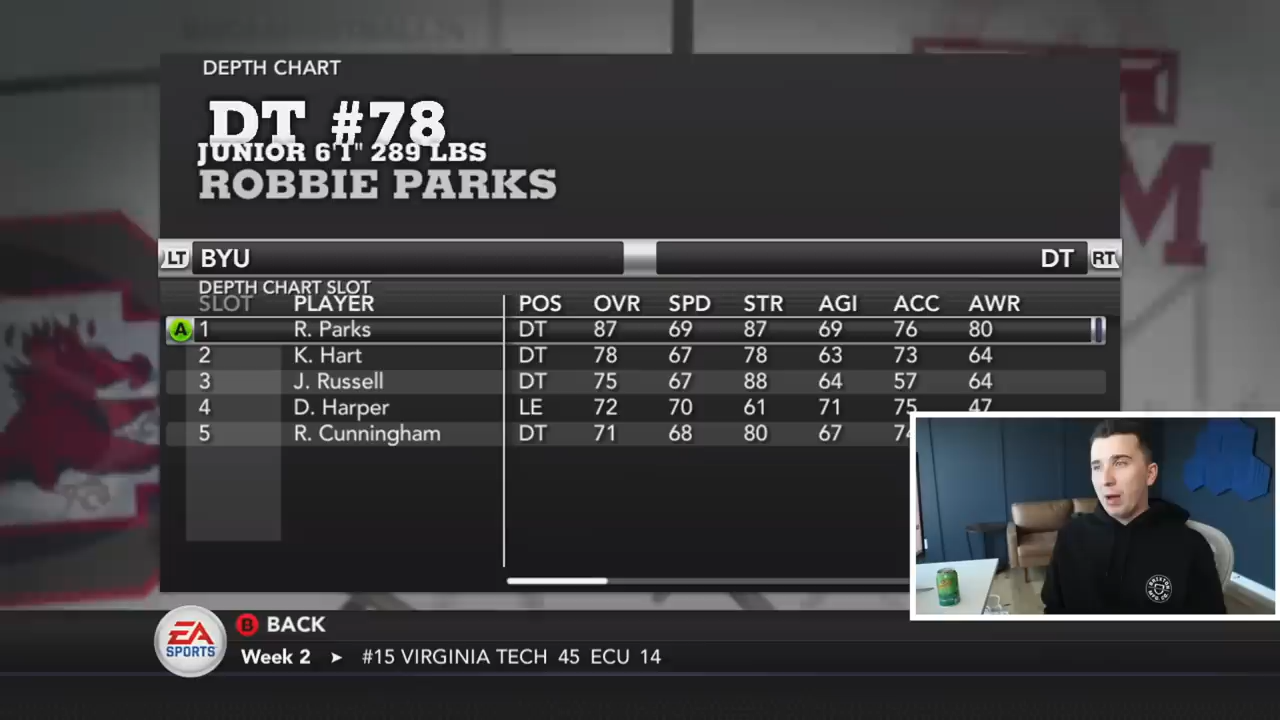 DEPTH CHART
DT #78
JUNIOR 6'1" 289 LBS
ROBBIE PARKS
LT BYU DT RT
DEPTH CHART SLOT
SLOT PLAYER POS OVR SPD STR AGI ACC AWR
A 1 R. Parks DT 87 69 87 69 76 80
2 K. Hart DT 78 67 78 63 73 64
3 J. Russell DT 75 67 88 64 57 64
4 D. Harper LE 72 70 61 71 75 47
5 R. Cunningham DT 71 68 80 67
B BACK
EA SPORTS
Week 2 ► #15 VIRGINIA TECH 45 ECU 14
M
BRIXTON